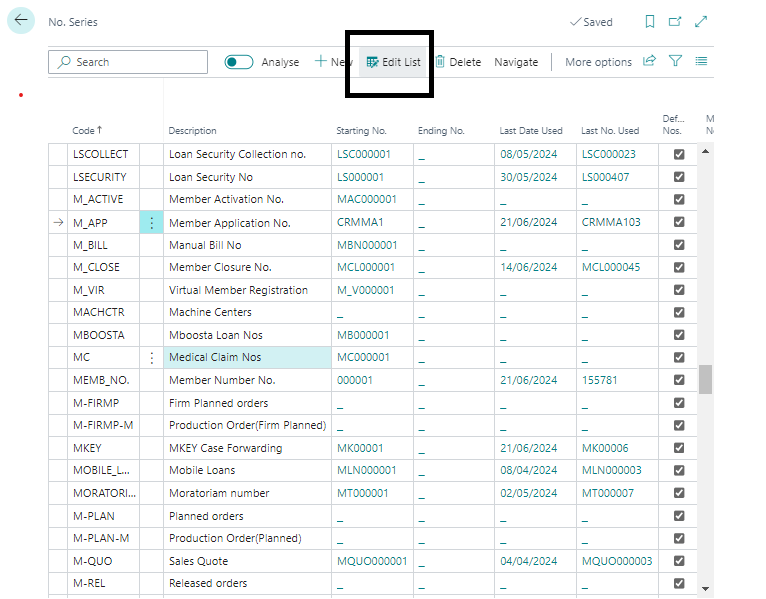 No. Series
Saved
Search
Analyse
New
Edit List
Delete
Navigate
More options
Code↑ Description Starting No. Ending No. Last Date Used Last No. Used Def... Nos. M No
LSCOLLECT Loan Security Collection no. LSC000001 _ 08/05/2024 LSC000023
LSECURITY Loan Security No LS000001 _ 30/05/2024 LS000407
M_ACTIVE Member Activation No. MAC000001 _ _ _
M_APP Member Application No. CRMMA1 _ 21/06/2024 CRMMA103
M_BILL Manual Bill No MBN000001 _ _ _
M_CLOSE Member Closure No. MCL000001 _ 14/06/2024 MCL000045
M_VIR Virtual Member Registration M_V000001 _ _ _
MACHCTR Machine Centers _ _ _ _
MBOOSTA Mboosta Loan Nos MB000001 _ _ _
MC Medical Claim Nos MC000001 _ _ _
MEMB_NO. Member Number No. 000001 _ 21/06/2024 155781
M-FIRMP Firm Planned orders _ _ _ _
M-FIRMP-M Production Order(Firm Planned) _ _ _ _
MKEY MKEY Case Forwarding MK00001 _ 21/06/2024 MK00006
MOBILE_L... Mobile Loans MLN000001 _ 08/04/2024 MLN000003
MORATORI... Moratoriam number MT000001 _ 02/05/2024 MT000007
M-PLAN Planned orders _ _ _ _
M-PLAN-M Production Order(Planned) _ _ _ _
M-QUO Sales Quote MQUO000001 _ 04/04/2024 MQUO000003
M-REL Released orders _ _ _ _